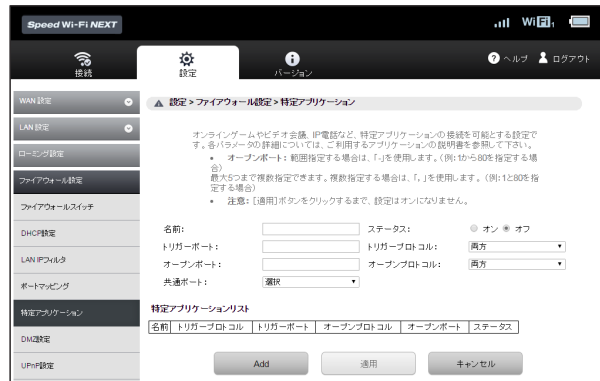 Speed Wi-Fi NEXT
WiFi 1
接続
設定
バージョン
? ヘルプ
ログアウト
WAN 設定
LAN 設定
ローミング設定
ファイアウォール設定
ファイアウォールスイッチ
DHCP設定
LAN IPフィルタ
ポートマッピング
特定アプリケーション
DMZ設定
UPnP設定
設定 > ファイアウォール設定 > 特定アプリケーション
オンラインゲームやビデオ会議、IP電話など、特定アプリケーションの接続を可能とする設定で
す。各パラメータの詳細については、ご利用するアプリケーションの説明書を参照して下さい。
• オープンポート: 範囲指定する場合は、「-」を使用します。(例: 1から80を指定する場
合)
最大5つまで複数指定できます。複数指定する場合は、「, 」を使用します。 (例:1と80を指
定する場合)
• 注意: [適用]ボタンをクリックするまで、設定はオンになりません。
名前: ステータス: オン オフ
トリガーポート: トリガープロトコル: 両方
オープンポート: オープンプロトコル: 両方
共通ポート: 選択
特定アプリケーションリスト
名前 トリガープロトコル トリガーポート オープンプロトコル オープンポート ステータス
Add 適用 キャンセル